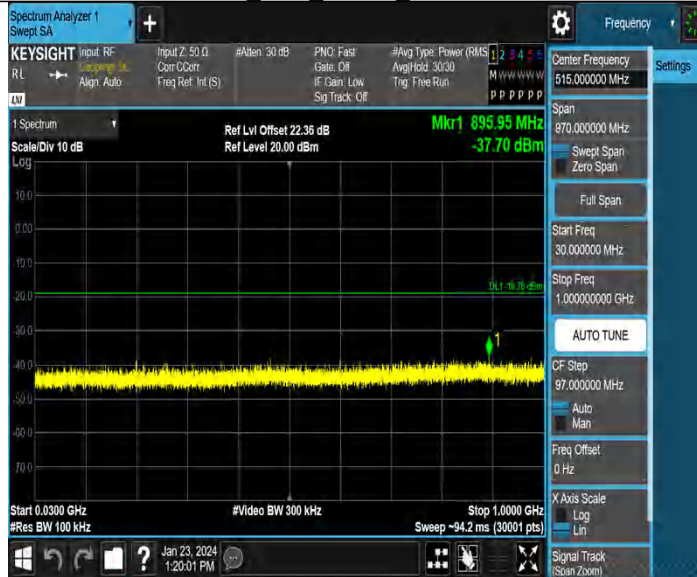 Spectrum Analyzer 1
Swept SA
+
Frequency
KEYSIGHT
RL
Input: RF
Align: Auto
Input Z: 50 Ω
Corr CCorr
Freq Ref: Int (S)
#Atten: 30 dB
PNO: Fast
Gate: Off
IF Gain: Low
Sig Track: Off
#Avg Type: Power (RMS
Avg|Hold: 30/30
Trig: Free Run
1 2 3 4 5 6
M W W W W W
P P P P P P
LXI
1 Spectrum
Scale/Div 10 dB
Ref Lvl Offset 22.36 dB
Ref Level 20.00 dBm
Mkr1 895.95 MHz
-37.70 dBm
Log
10.0
0.00
-10.0
-20.0
-30.0
-40.0
-50.0
-60.0
-70.0
DL1 -19.78 dBm
1
Start 0.0300 GHz
#Res BW 100 kHz
#Video BW 300 kHz
Stop 1.0000 GHz
Sweep ~94.2 ms (30001 pts)
?
Jan 23, 2024
1:20:01 PM
Settings
Center Frequency
515.000000 MHz
Span
970.000000 MHz
Swept Span
Zero Span
Full Span
Start Freq
30.000000 MHz
Stop Freq
1.000000000 GHz
AUTO TUNE
CF Step
97.000000 MHz
Auto
Man
Freq Offset
0 Hz
X Axis Scale
Log
Lin
Signal Track
(Span Zoom)